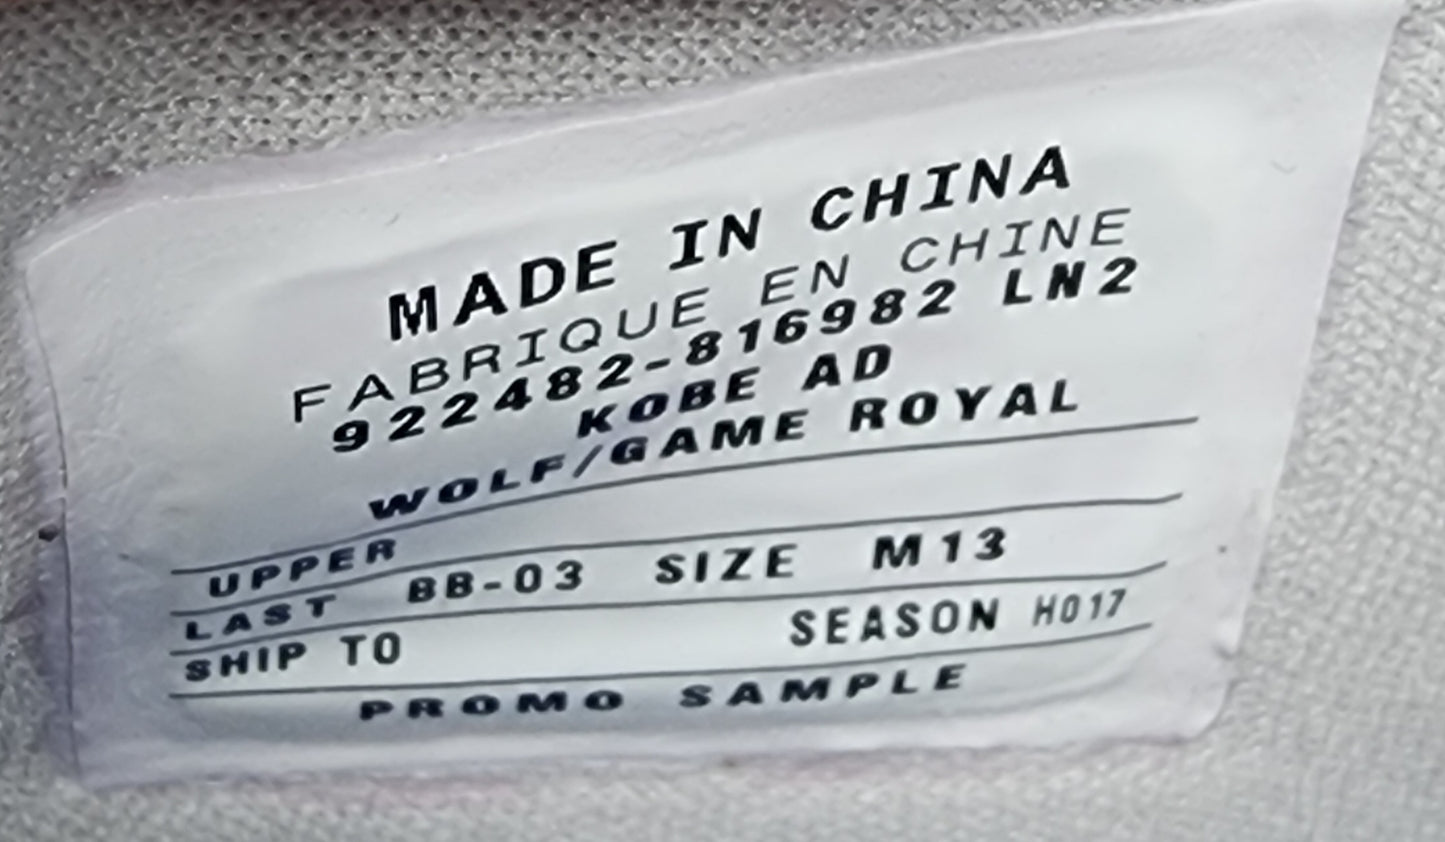 MADE IN CHINA
FABRIQUE EN CHINE
922482-816982 LN2
KOBE AD
WOLF/GAME ROYAL
UPPER
LAST BB-03 SIZE M13
SHIP TO SEASON HO17
PROMO SAMPLE